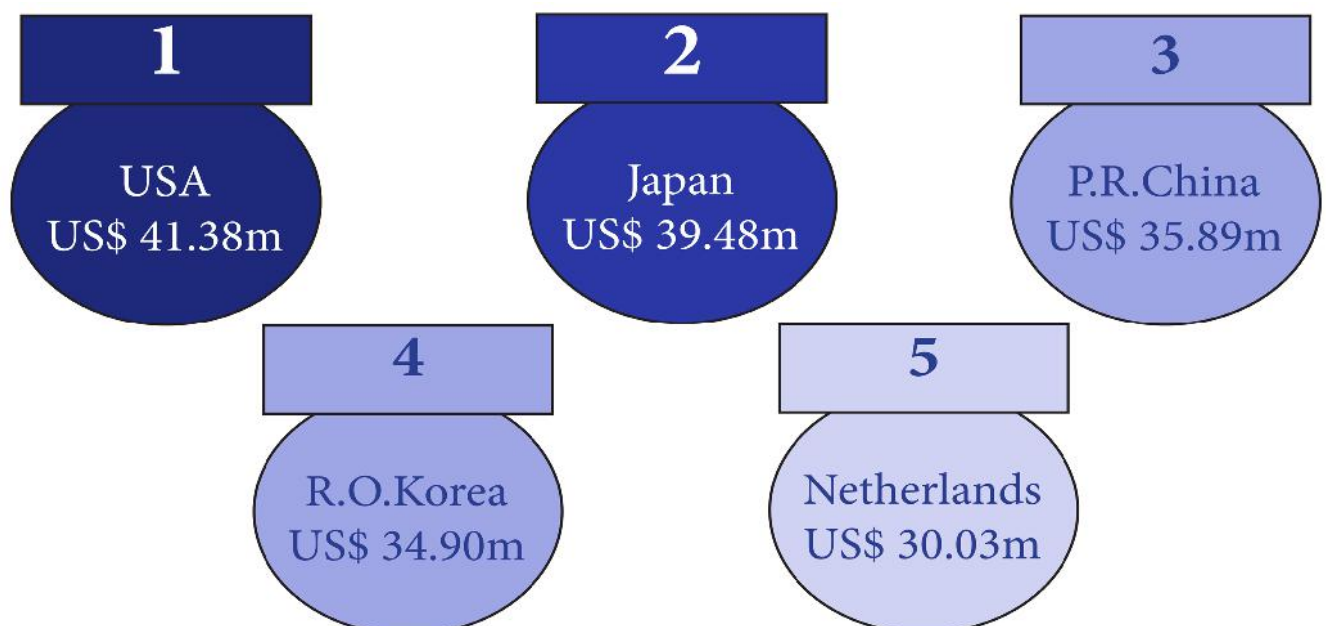 1
USA
US$ 41.38m
2
Japan
US$ 39.48m
3
P.R.China
US$ 35.89m
4
R.O.Korea
US$ 34.90m
5
Netherlands
US$ 30.03m